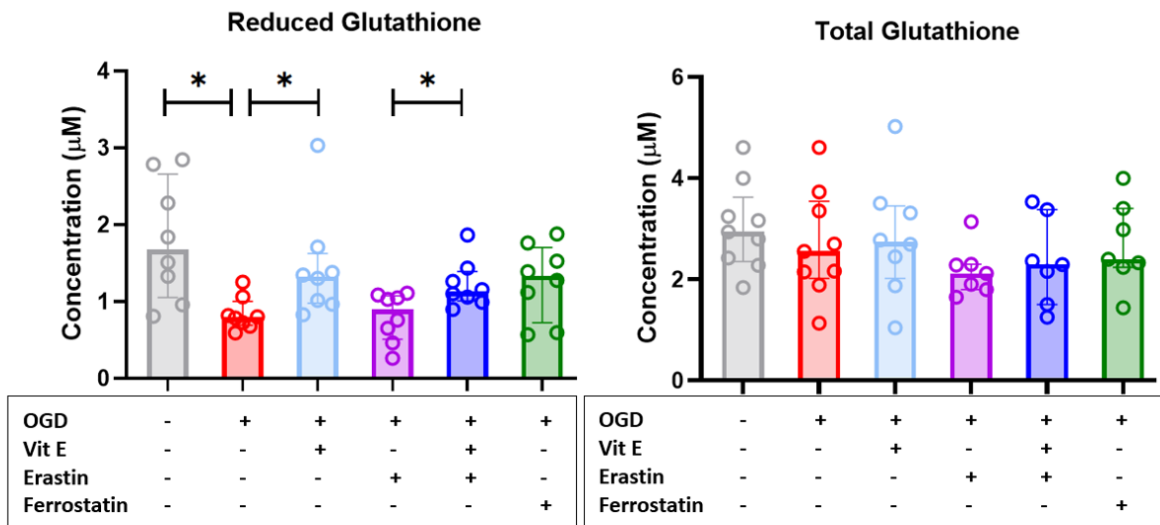 Reduced Glutathione
Concentration (μM)
4
3
2
1
0
* * *
OGD - + + + + +
Vit E - - + - + -
Erastin - - - + + -
Ferrostatin - - - - - +
Total Glutathione
Concentration (μM)
6
4
2
0
OGD - + + + + +
Vit E - - + - + -
Erastin - - - + + -
Ferrostatin - - - - - +